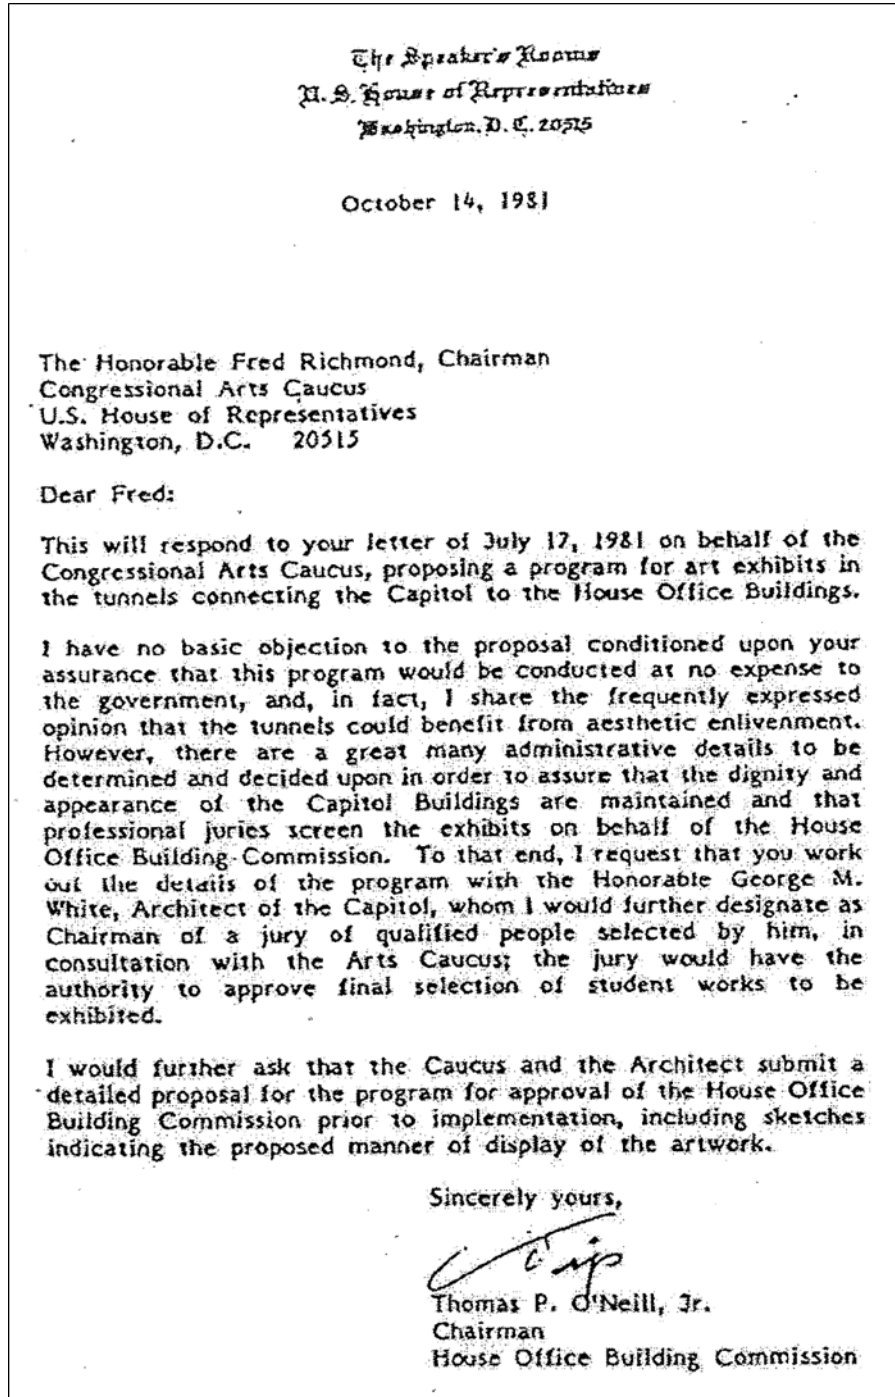 The Speaker's Rooms
U.S. House of Representatives
Washington, D.C. 20515
October 14, 1981
The Honorable Fred Richmond, Chairman
Congressional Arts Caucus
U.S. House of Representatives
Washington, D.C. 20515
Dear Fred:
This will respond to your letter of July 17, 1981 on behalf of the
Congressional Arts Caucus, proposing a program for art exhibits in
the tunnels connecting the Capitol to the House Office Buildings.
I have no basic objection to the proposal conditioned upon your
assurance that this program would be conducted at no expense to
the government, and, in fact, I share the frequently expressed
opinion that the tunnels could benefit from aesthetic enlivenment.
However, there are a great many administrative details to be
determined and decided upon in order to assure that the dignity and
appearance of the Capitol Buildings are maintained and that
professional juries screen the exhibits on behalf of the House
Office Building Commission. To that end, I request that you work
out the details of the program with the Honorable George M.
White, Architect of the Capitol, whom I would further designate as
Chairman of a jury of qualified people selected by him, in
consultation with the Arts Caucus; the jury would have the
authority to approve final selection of student works to be
exhibited.
I would further ask that the Caucus and the Architect submit a
detailed proposal for the program for approval of the House Office
Building Commission prior to implementation, including sketches
indicating the proposed manner of display of the artwork.
Sincerely yours,
Tip
Thomas P. O'Neill, Jr.
Chairman
House Office Building Commission